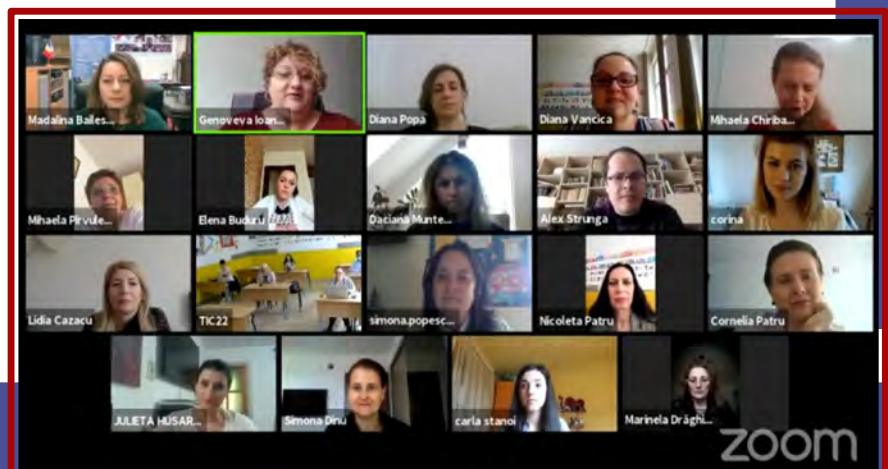 Madalina Bailes...
Genoveva Ioan...
Diana Popa
Diana Vancica
Mihaela Chiriba...
Mihaela Pirvule...
Elena Buduru
Daciana Munte...
Alex Strunga
corina
Lidia Cazacu
TIC22
simona.popesc...
Nicoleta Patru
Cornelia Patru
JULIETA HUSAR...
Simona Dinu
carla stanoi
Marinela Drăghi...
zoom